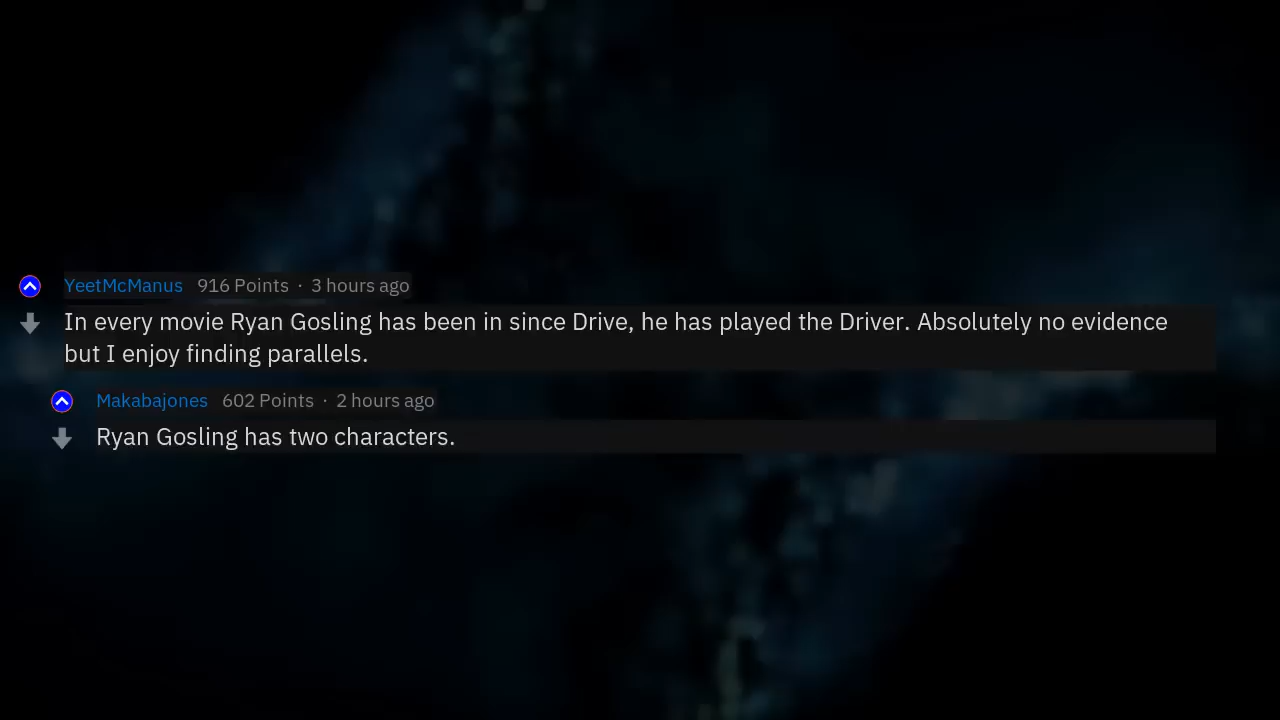 YeetMcManus 916 Points · 3 hours ago
In every movie Ryan Gosling has been in since Drive, he has played the Driver. Absolutely no evidence
but I enjoy finding parallels.
Makabajones 602 Points · 2 hours ago
Ryan Gosling has two characters.